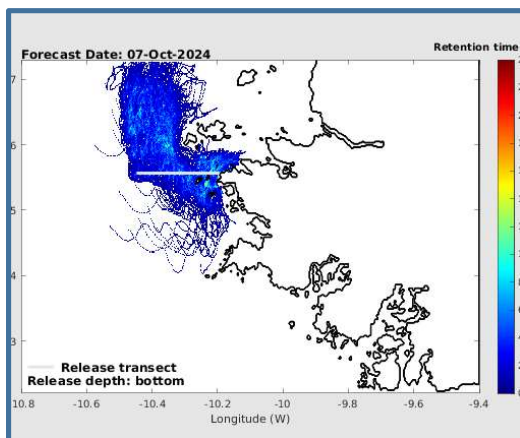 Forecast Date: 07-Oct-2024
Retention time
7
6
5
4
3
Release transect
Release depth: bottom
10.8
-10.6
-10.4
-10.2
-10
-9.8
-9.6
-9.4
Longitude (W)